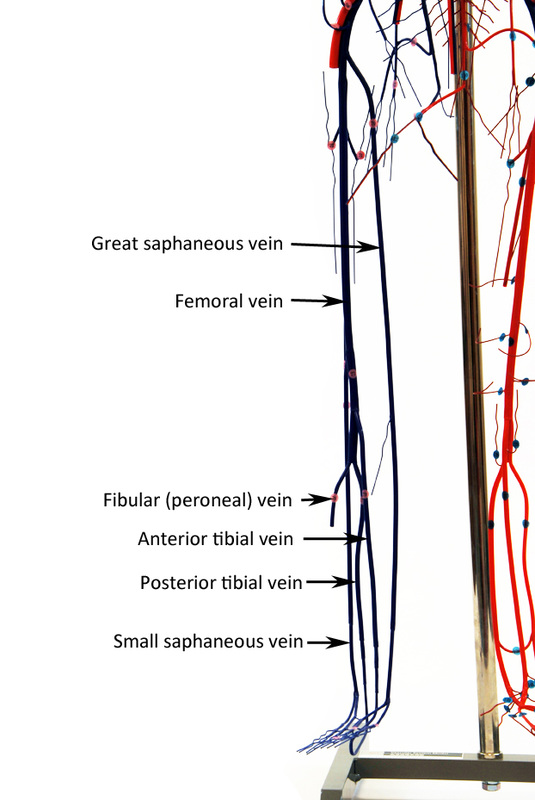 Great saphaneous vein
Femoral vein
Fibular (peroneal) vein
Anterior tibial vein
Posterior tibial vein
Small saphaneous vein